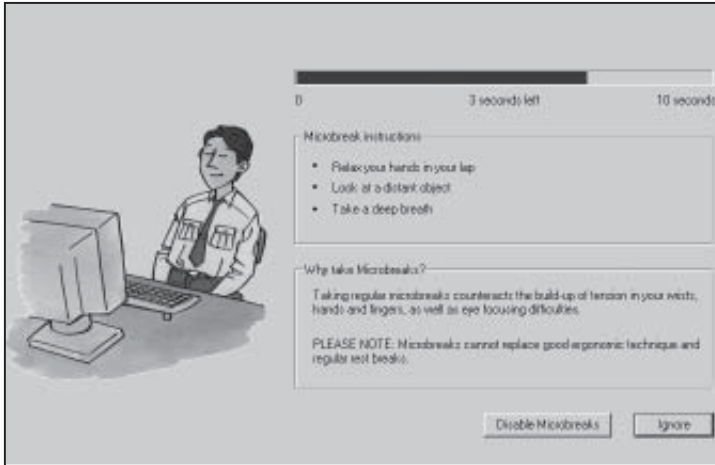 0 3 seconds left 10 seconds
Microbreak instructions
• Relax your hands in your lap
• Look at a distant object
• Take a deep breath
Why take Microbreaks?
Taking regular microbreaks counteracts the build-up of tension in your wrists,
hands and fingers, as well as eye focusing difficulties.
PLEASE NOTE: Microbreaks cannot replace good ergonomic technique and
regular rest breaks.
Disable Microbreaks Ignore